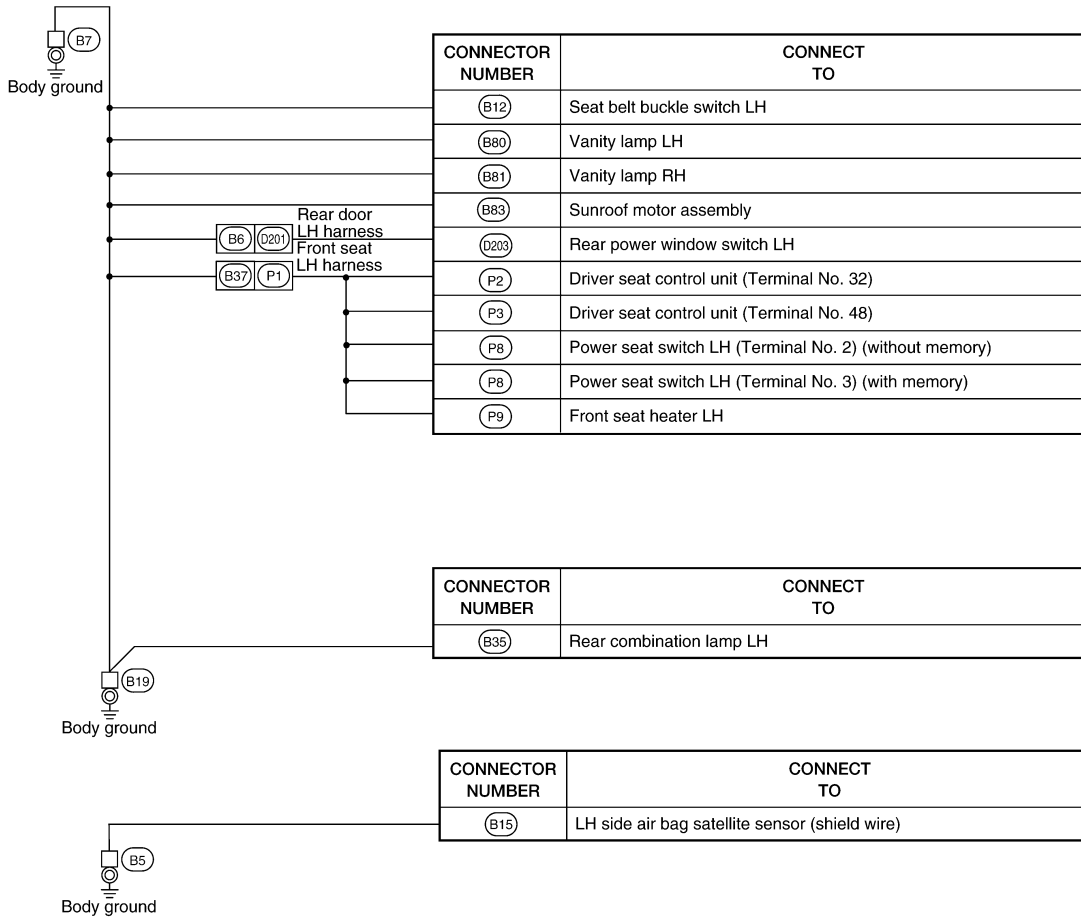 B7
Body ground
CONNECTOR NUMBER CONNECT TO
B12 Seat belt buckle switch LH
B80 Vanity lamp LH
B81 Vanity lamp RH
B83 Sunroof motor assembly
Rear door
LH harness
B6 D201
D203 Rear power window switch LH
Front seat
LH harness
B37 P1
P2 Driver seat control unit (Terminal No. 32)
P3 Driver seat control unit (Terminal No. 48)
P8 Power seat switch LH (Terminal No. 2) (without memory)
P8 Power seat switch LH (Terminal No. 3) (with memory)
P9 Front seat heater LH
CONNECTOR NUMBER CONNECT TO
B35 Rear combination lamp LH
B19
Body ground
CONNECTOR NUMBER CONNECT TO
B15 LH side air bag satellite sensor (shield wire)
B5
Body ground